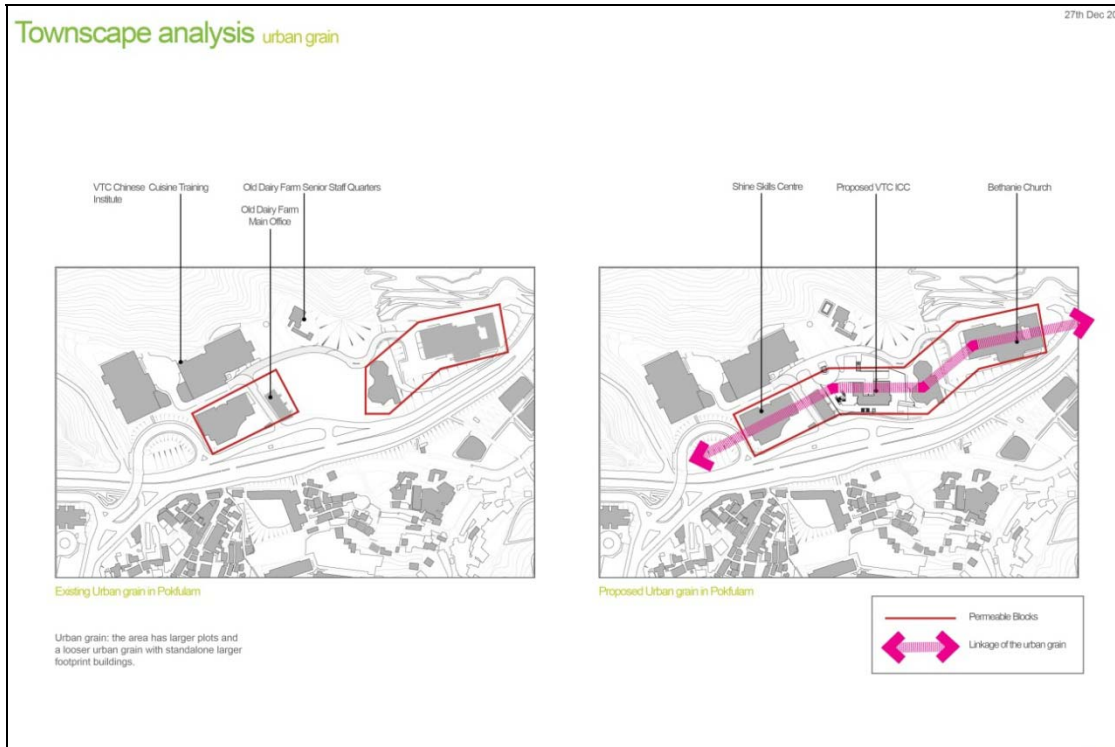 27th Dec 20
Townscape analysis urban grain
VTC Chinese Cuisine Training
Institute
Old Dairy Farm Senior Staff Quarters
Old Dairy Farm
Main Office
Shine Skills Centre
Proposed VTC ICC
Bethanie Church
Existing Urban grain in Pokfulam
Proposed Urban grain in Pokfulam
Urban grain: the area has larger plots and
a looser urban grain with standalone larger
footprint buildings.
Permeable Blocks
Linkage of the urban grain